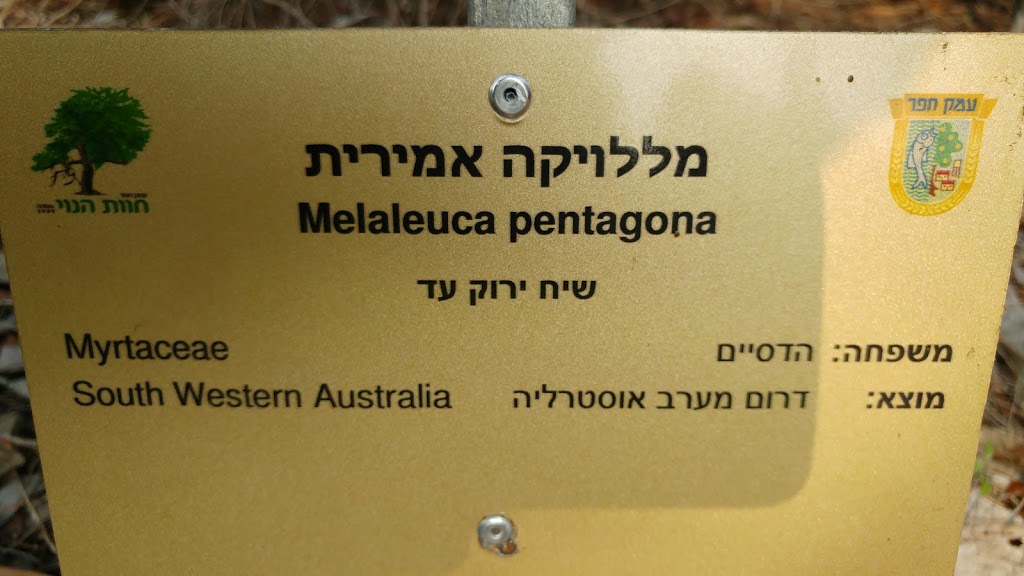 עמק חפר
חוות הנוי
מללויקה אמירית
Melaleuca pentagona
שיח ירוק עד
משפחה: הדסיים Myrtaceae
מוצא: דרום מערב אוסטרליה South Western Australia